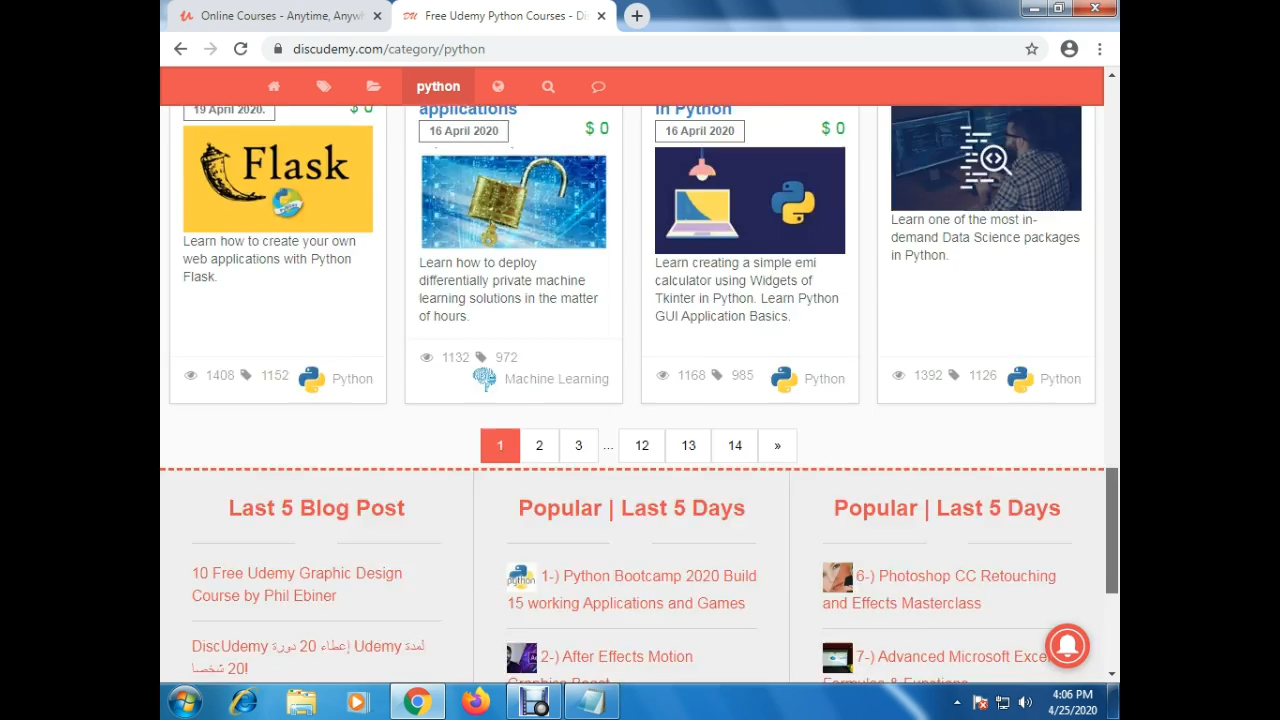 Online Courses - Anytime, Anyw
Free Udemy Python Courses - Di
discudemy.com/category/python
python
19 April 2020.
$ 0
Flask
Learn how to create your own
web applications with Python
Flask.
1408 1152 Python
applications
16 April 2020
$ 0
Learn how to deploy
differentially private machine
learning solutions in the matter
of hours.
1132 972
Machine Learning
in Python
16 April 2020
$ 0
Learn creating a simple emi
calculator using Widgets of
Tkinter in Python. Learn Python
GUI Application Basics.
1168 985 Python
Learn one of the most in-
demand Data Science packages
in Python.
1392 1126 Python
1 2 3 ... 12 13 14 »
Last 5 Blog Post
10 Free Udemy Graphic Design
Course by Phil Ebiner
DiscUdemy إعطاء 20 دورة Udemy لمدة
20 شخصا!
Popular | Last 5 Days
1-) Python Bootcamp 2020 Build
15 working Applications and Games
2-) After Effects Motion
Graphics Beast
Popular | Last 5 Days
6-) Photoshop CC Retouching
and Effects Masterclass
7-) Advanced Microsoft Exce
Formulas & Functions
4:06 PM
4/25/2020